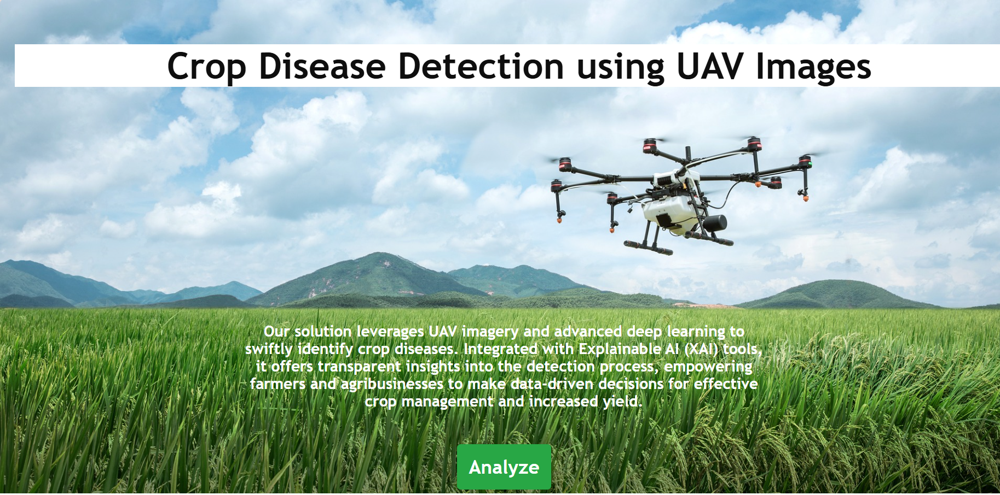 Crop Disease Detection using UAV Images
Our solution leverages UAV imagery and advanced deep learning to
swiftly identify crop diseases. Integrated with Explainable AI (XAI) tools,
it offers transparent insights into the detection process, empowering
farmers and agribusinesses to make data-driven decisions for effective
crop management and increased yield.
Analyze